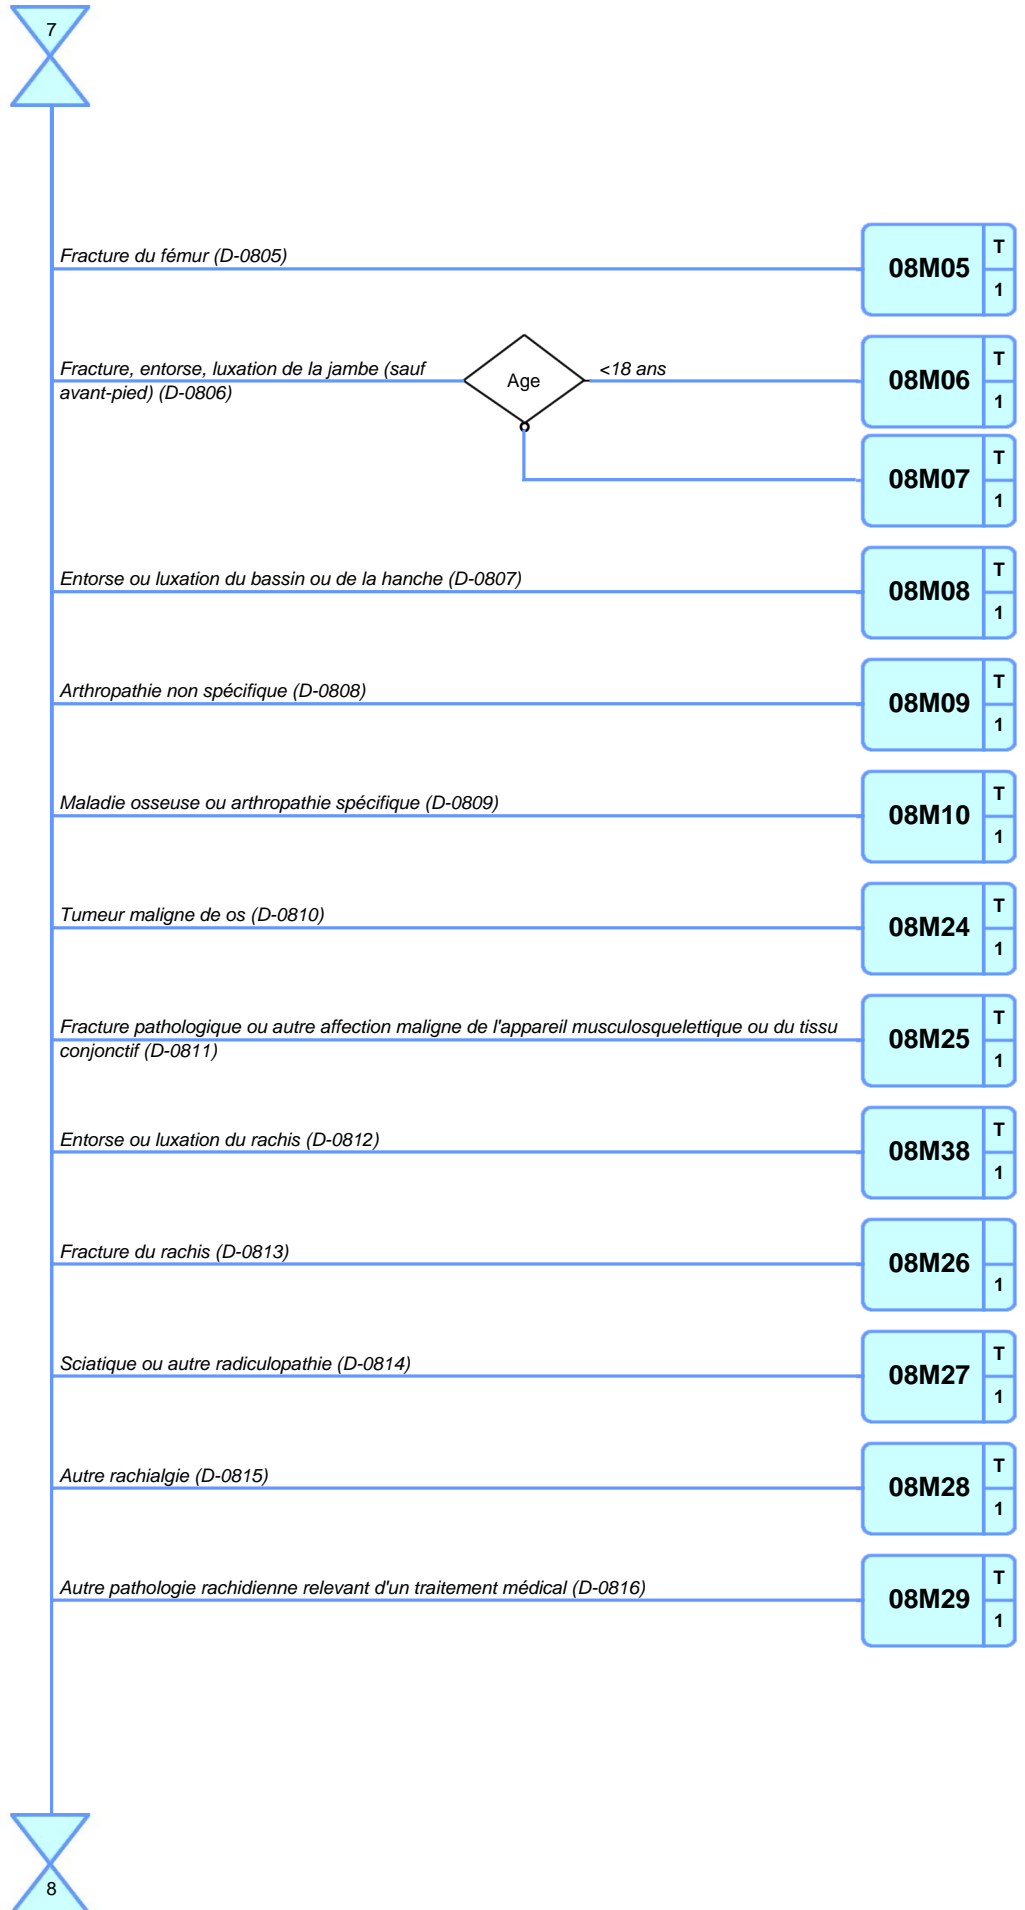 7
Fracture du fémur (D-0805)
08M05
T
1
Fracture, entorse, luxation de la jambe (sauf
avant-pied) (D-0806)
Age
<18 ans
08M06
T
1
08M07
T
1
Entorse ou luxation du bassin ou de la hanche (D-0807)
08M08
T
1
Arthropathie non spécifique (D-0808)
08M09
T
1
Maladie osseuse ou arthropathie spécifique (D-0809)
08M10
T
1
Tumeur maligne de os (D-0810)
08M24
T
1
Fracture pathologique ou autre affection maligne de l'appareil musculosquelettique ou du tissu
conjonctif (D-0811)
08M25
T
1
Entorse ou luxation du rachis (D-0812)
08M38
T
1
Fracture du rachis (D-0813)
08M26
1
Sciatique ou autre radiculopathie (D-0814)
08M27
T
1
Autre rachialgie (D-0815)
08M28
T
1
Autre pathologie rachidienne relevant d'un traitement médical (D-0816)
08M29
T
1
8